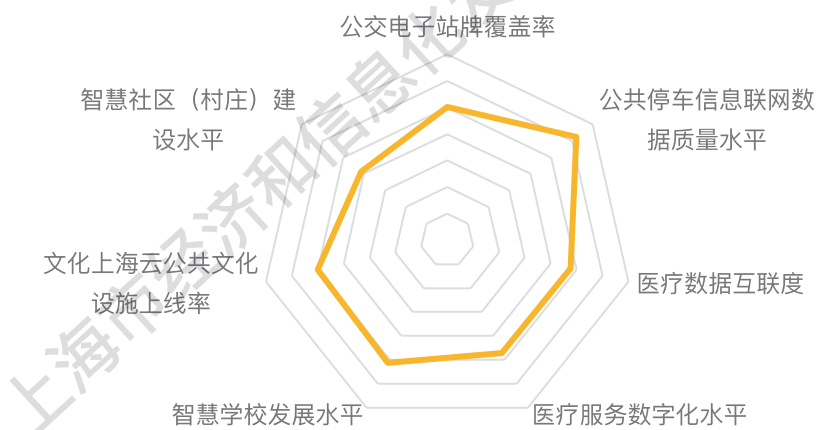 公交电子站牌覆盖率
智慧社区（村庄）建
设水平
公共停车信息联网数
据质量水平
文化上海云公共文化
设施上线率
医疗数据互联度
智慧学校发展水平
医疗服务数字化水平
上海市经济和信息化发